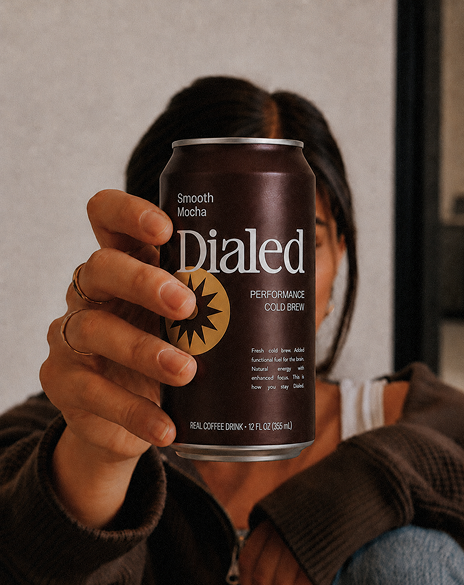 Smooth
Mocha
Dialed
PERFORMANCE
COLD BREW
Fresh cold brew. Added
functional fuel for the brain.
Natural energy with
enhanced focus. This is
how you stay Dialed.
REAL COFFEE DRINK • 12 FL OZ (355 mL)